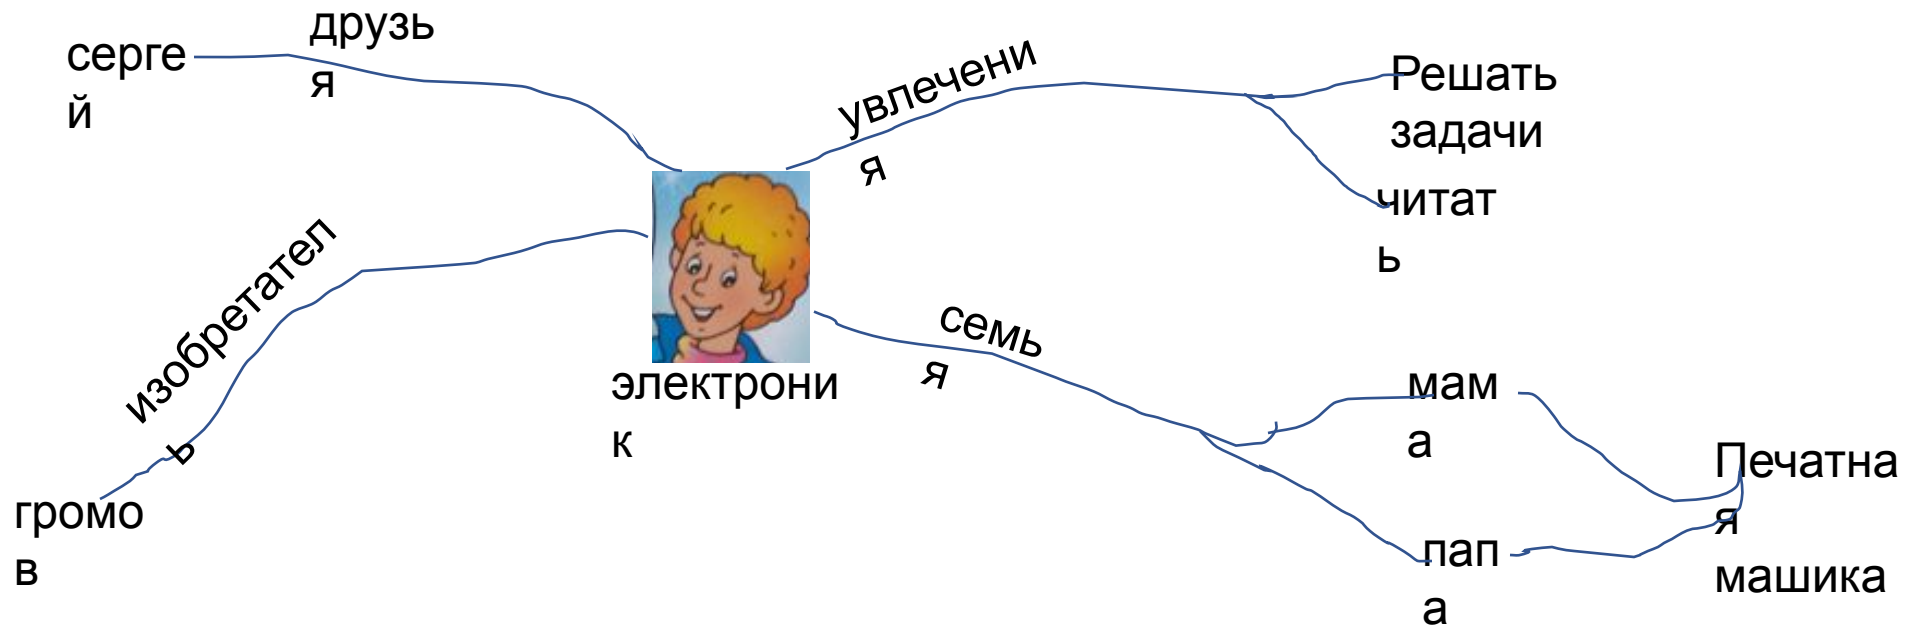 друзь
я
серге
й
увлечени
я
Решать
задачи
читат
ь
изобретател
ь
громо
в
электрони
к
семь
я
мам
а
пап
а
Печатна
я
машика